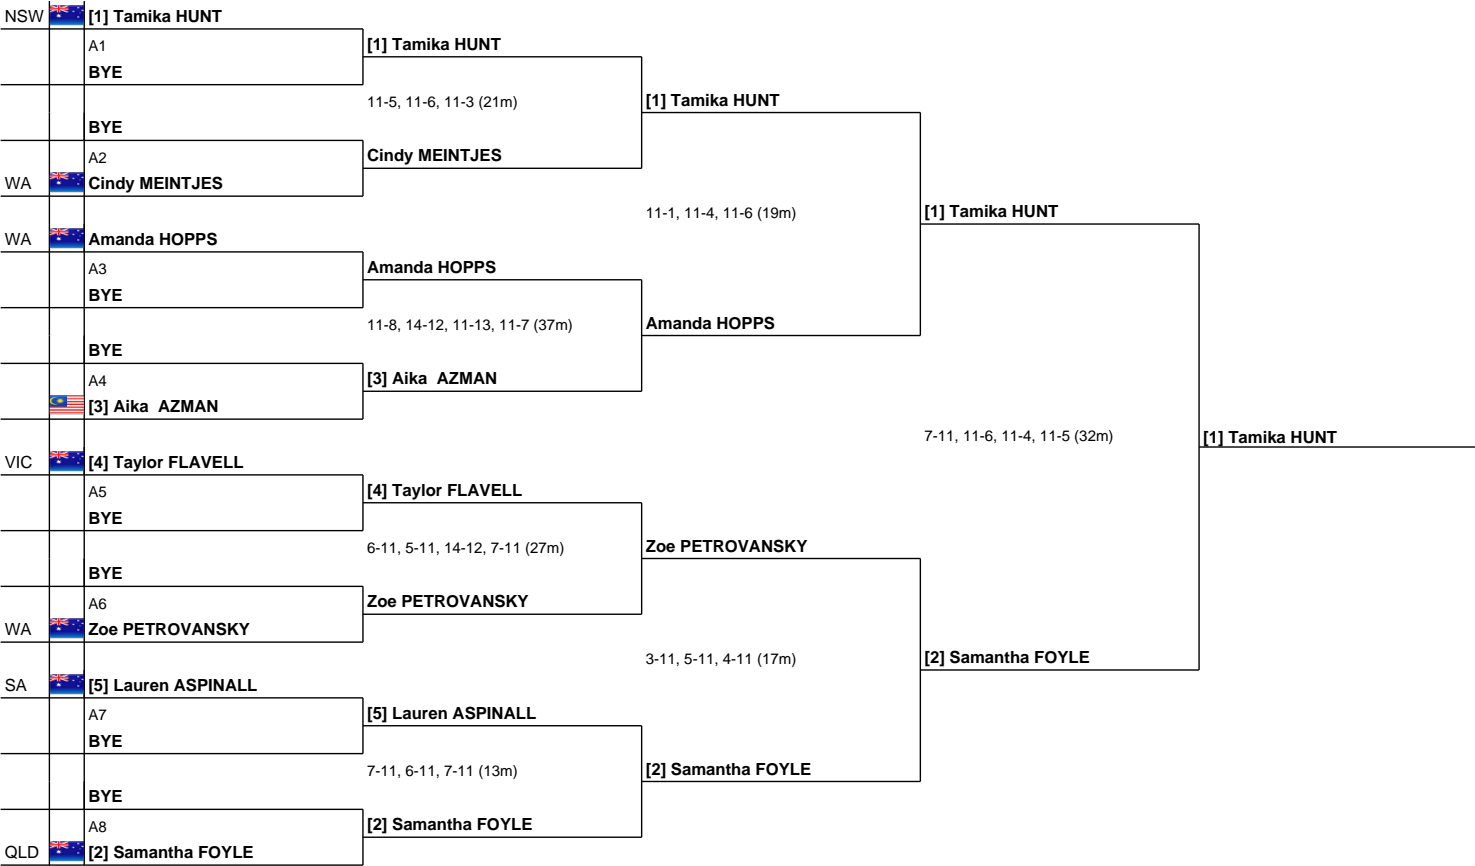 NSW [1] Tamika HUNT
A1
BYE
[1] Tamika HUNT
11-5, 11-6, 11-3 (21m)
BYE
A2
WA Cindy MEINTJES
Cindy MEINTJES
[1] Tamika HUNT
11-1, 11-4, 11-6 (19m)
WA Amanda HOPPS
A3
BYE
Amanda HOPPS
11-8, 14-12, 11-13, 11-7 (37m)
BYE
A4
[3] Aika AZMAN
[3] Aika AZMAN
Amanda HOPPS
[1] Tamika HUNT
7-11, 11-6, 11-4, 11-5 (32m)
[1] Tamika HUNT
VIC [4] Taylor FLAVELL
A5
BYE
[4] Taylor FLAVELL
6-11, 5-11, 14-12, 7-11 (27m)
BYE
A6
WA Zoe PETROVANSKY
Zoe PETROVANSKY
Zoe PETROVANSKY
3-11, 5-11, 4-11 (17m)
SA [5] Lauren ASPINALL
A7
BYE
[5] Lauren ASPINALL
7-11, 6-11, 7-11 (13m)
BYE
A8
QLD [2] Samantha FOYLE
[2] Samantha FOYLE
[2] Samantha FOYLE
[2] Samantha FOYLE